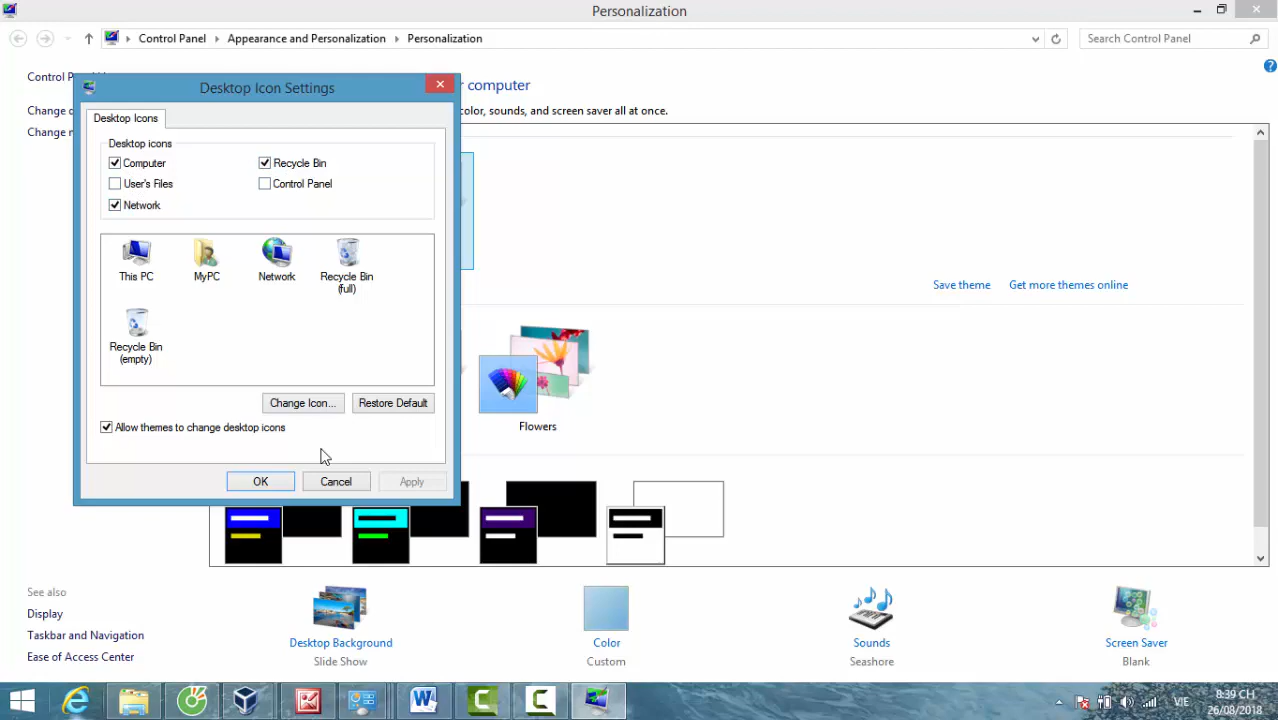 Personalization
Control Panel
Appearance and Personalization
Personalization
Search Control Panel
Control P
Change
Change
computer
color, sounds, and screen saver all at once.
Desktop Icon Settings
Desktop Icons
Desktop icons
Computer
Recycle Bin
User's Files
Control Panel
Network
This PC
MyPC
Network
Recycle Bin
(full)
Recycle Bin
(empty)
Change Icon...
Restore Default
Allow themes to change desktop icons
OK
Cancel
Apply
Save theme
Get more themes online
Flowers
See also
Display
Taskbar and Navigation
Ease of Access Center
Desktop Background
Slide Show
Color
Custom
Sounds
Seashore
Screen Saver
Blank
VIE
8:39 CH
26/08/2018